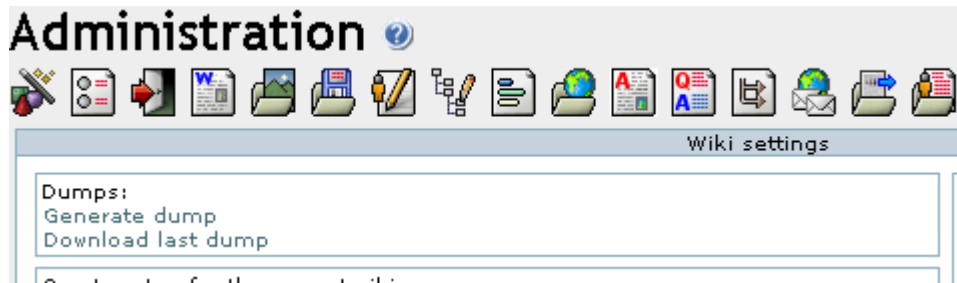 Administration
Wiki settings
Dumps:
Generate dump
Download last dump